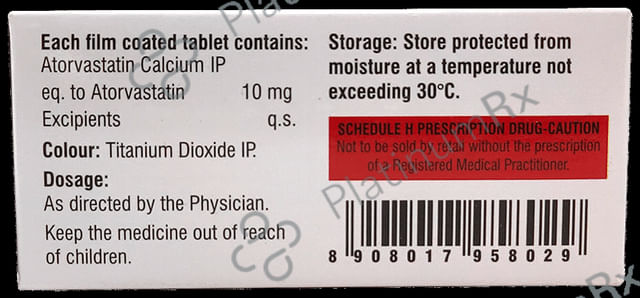 Each film coated tablet contains:
Atorvastatin Calcium IP
eq. to Atorvastatin 10 mg
Excipients q.s.
Colour: Titanium Dioxide IP.
Dosage:
As directed by the Physician.
Keep the medicine out of reach
of children.
Storage: Store protected from
moisture at a temperature not
exceeding 30°C.
SCHEDULE H PRESCRIPTION DRUG-CAUTION
Not to be sold by retail without the prescription
of a Registered Medical Practitioner.
8 908017 958029
PlatinumRx